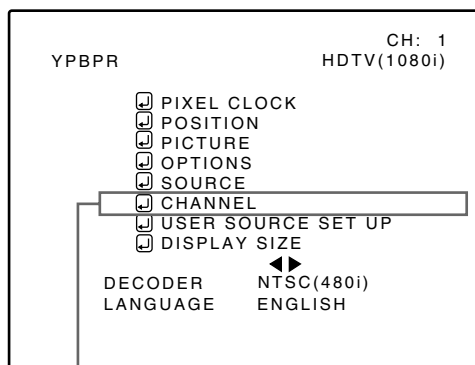 CH: 1
YPBPR HDTV(1080i)
PIXEL CLOCK
POSITION
PICTURE
OPTIONS
SOURCE
CHANNEL
USER SOURCE SET UP
DISPLAY SIZE
DECODER NTSC(480i)
LANGUAGE ENGLISH